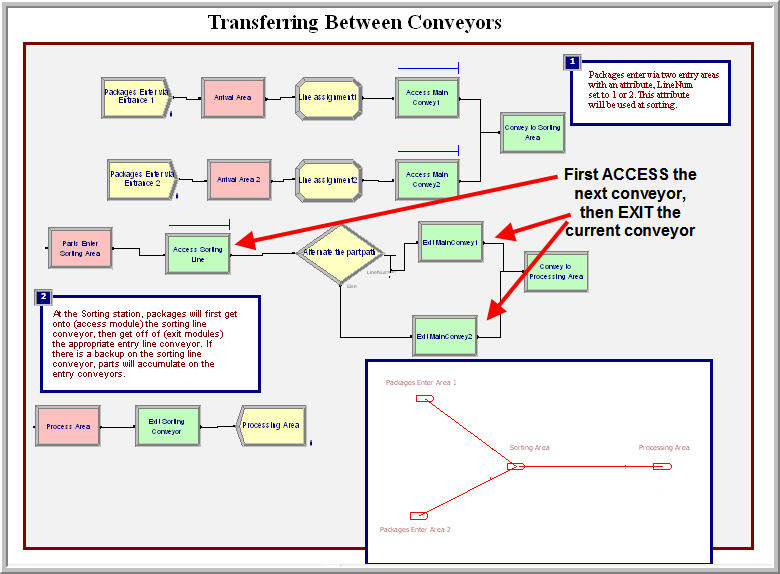 Transferring Between Conveyors
Packages Enter via
Entrance 1
Arrival Area
Line assignment1
Access Main
Convey1
Convey to Sorting
Area
1
Packages enter via two entry areas
with an attribute, LineNum
set to 1 or 2. This attribute
will be used at sorting.
Packages Enter via
Entrance 2
Arrival Area 2
Line assignment2
Access Main
Convey2
First ACCESS the
next conveyor,
then EXIT the
current conveyor
Parts Enter
Sorting Area
Access Sorting
Line
Alternate the part path
LineNum
Else
Exit MainConvey1
Convey to
Processing Area
Exit MainConvey2
2
At the Sorting station, packages will first get
onto (access module) the sorting line
conveyor, then get off of (exit modules)
the appropriate entry line conveyor. If
there is a backup on the sorting line
conveyor, parts will accumulate on the
entry conveyors.
Process Area
Exit Sorting
Conveyor
Processing Area
Packages Enter Area 1
Sorting Area
Processing Area
Packages Enter Area 2